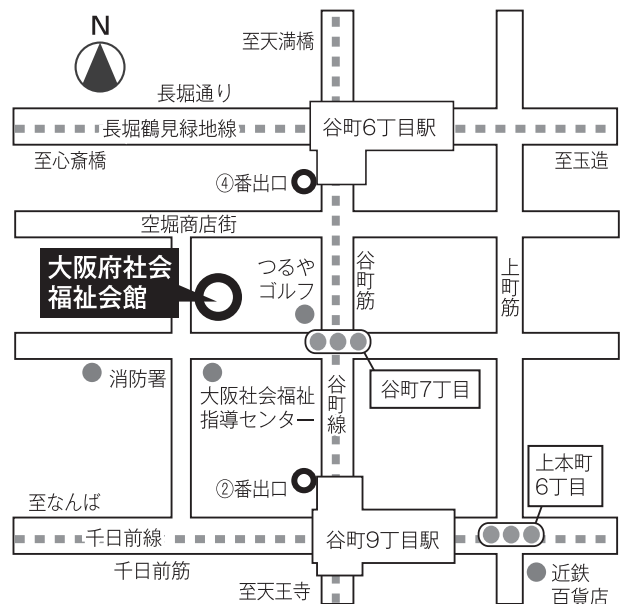 N
至天満橋
長堀通り
長堀鶴見緑地線
谷町6丁目駅
至心斎橋
至玉造
④番出口
空堀商店街
大阪府社会
福祉会館
つるや
ゴルフ
谷町筋
上町筋
消防署
大阪社会福祉
指導センター
谷町線
谷町7丁目
②番出口
上本町
6丁目
至なんば
千日前線
谷町9丁目駅
千日前筋
至天王寺
近鉄
百貨店